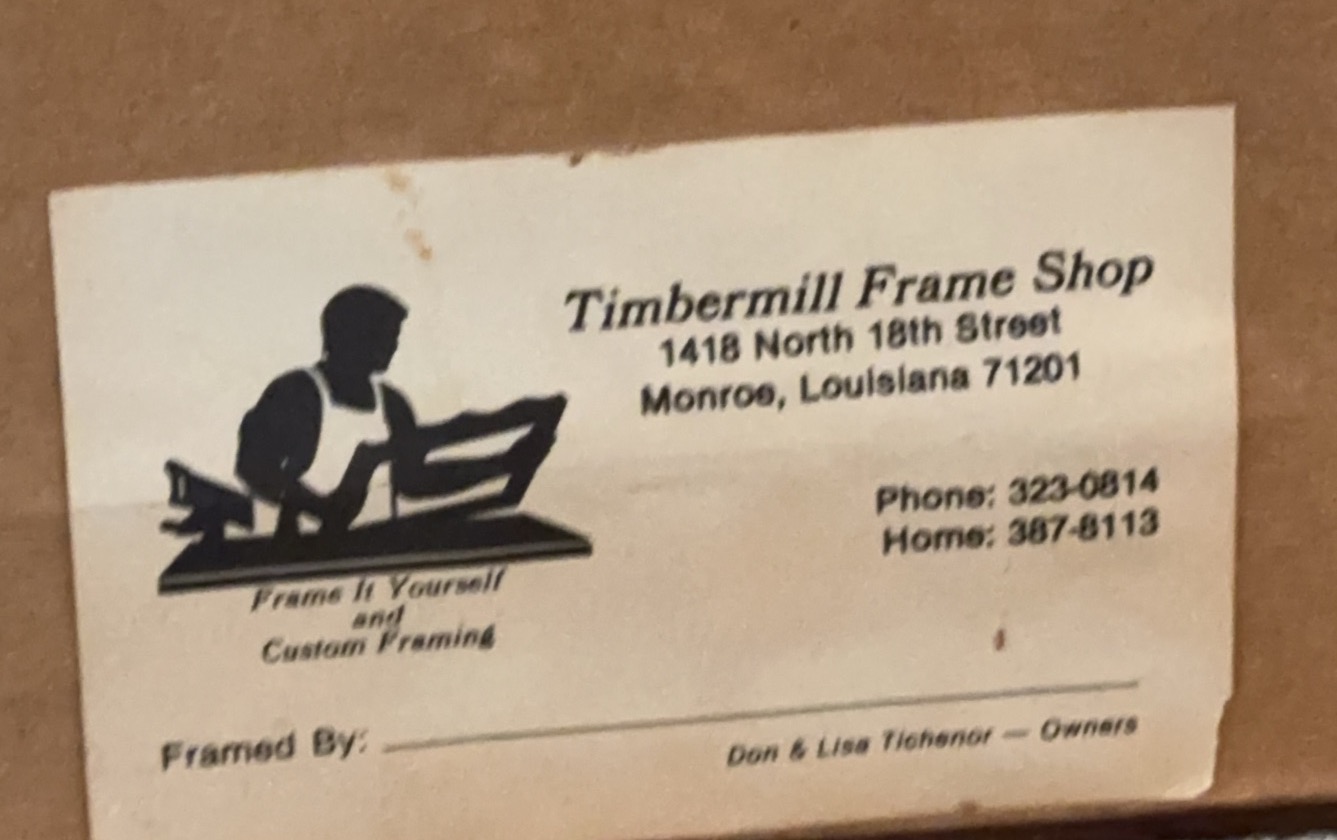 Timbermill Frame Shop
1418 North 18th Street
Monroe, Louisiana 71201
Phone: 323-0814
Home: 387-8113
Frame It Yourself
and
Custom Framing
Framed By:
Don & Lisa Tichenor — Owners